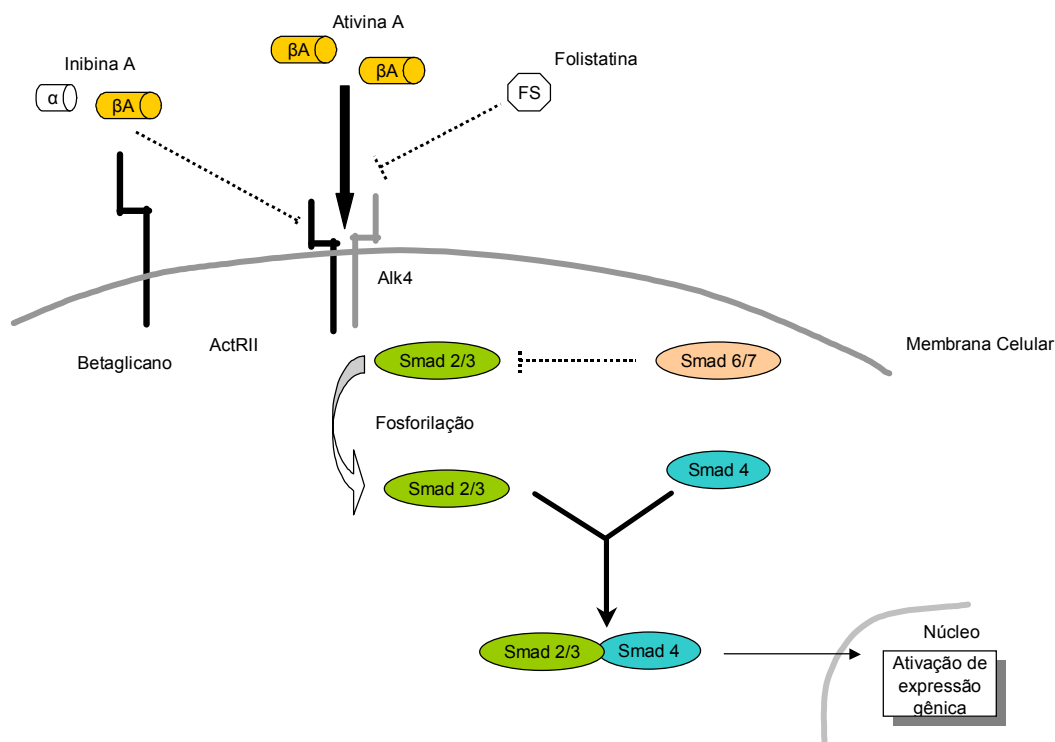 Ativina A
βA
βA
Inibina A
α
βA
Folistatina
FS
Alk4
ActRII
Betaglicano
Membrana Celular
Smad 2/3
Smad 6/7
Fosforilação
Smad 2/3
Smad 4
Smad 2/3
Smad 4
Núcleo
Ativação de
expressão
gênica